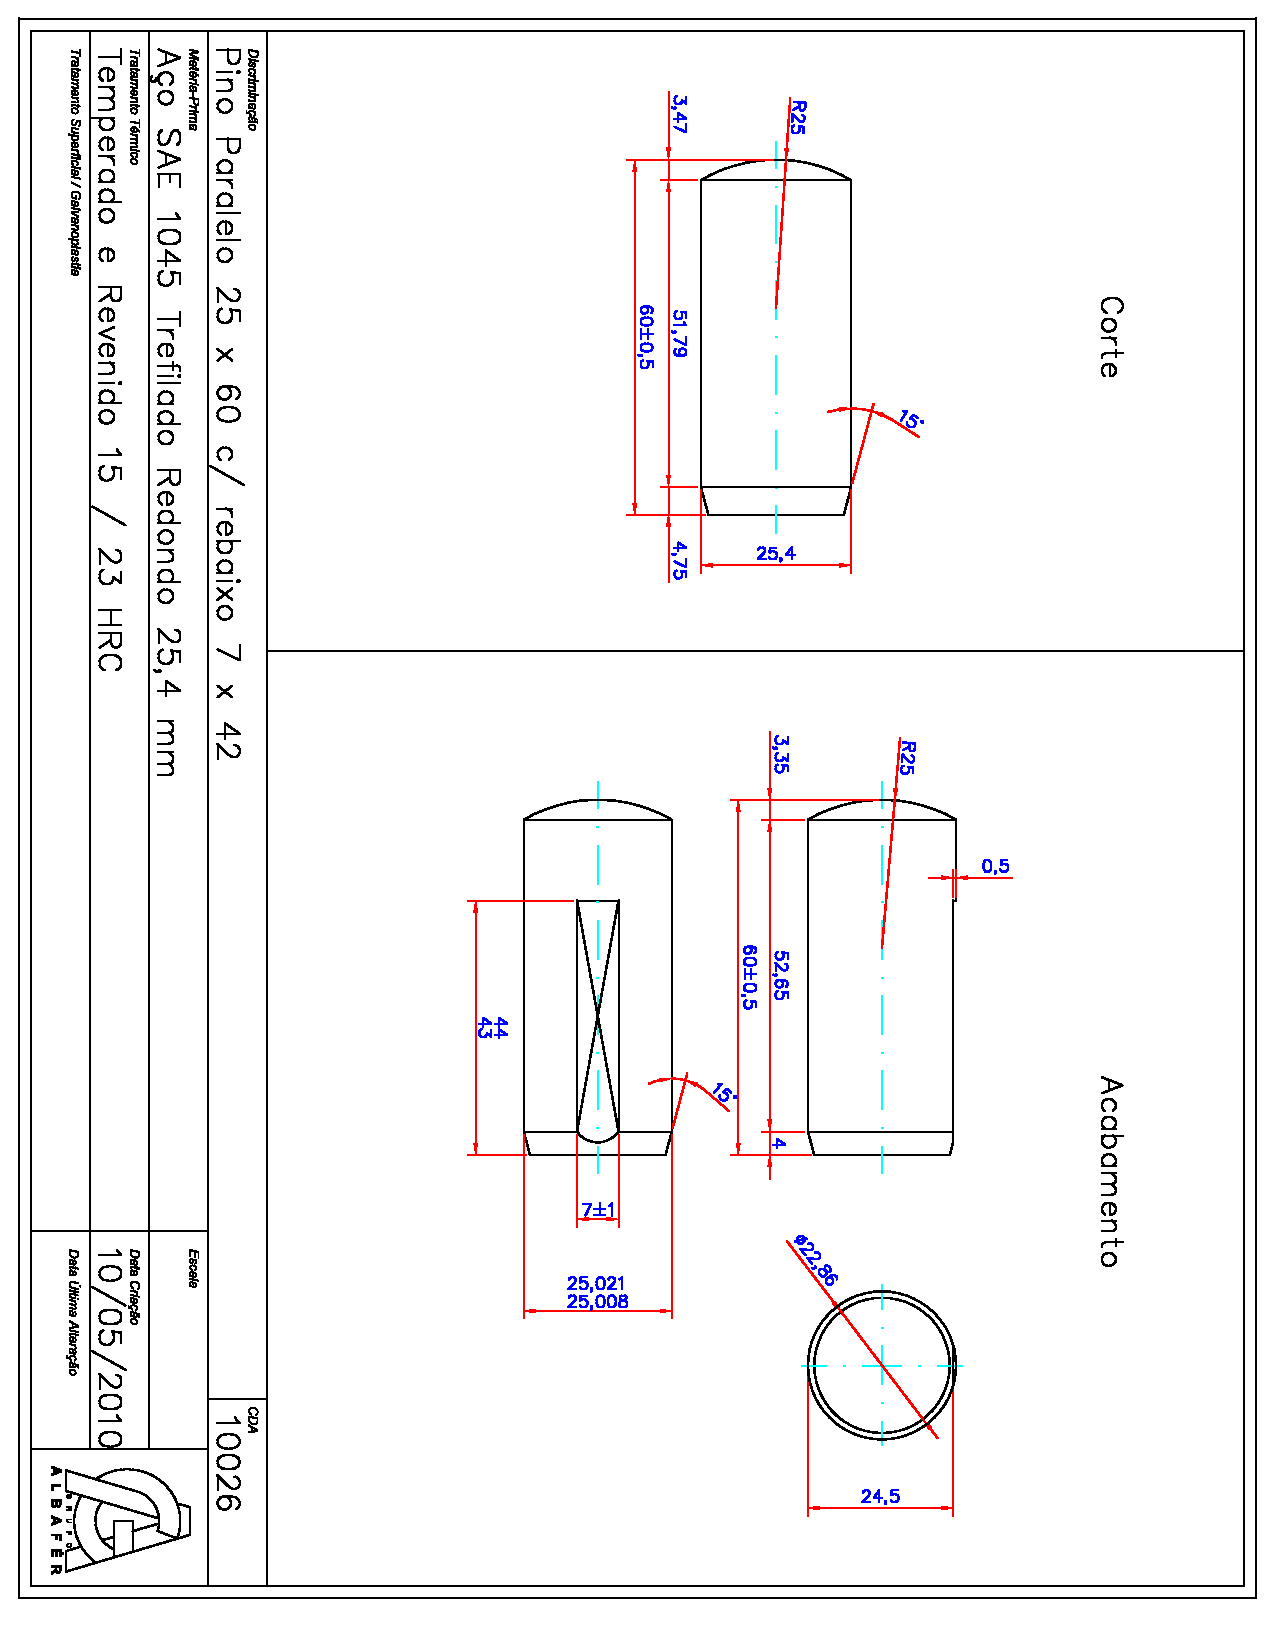 Corte
R25
3,47
51,79
60±0,5
15°
4,75
25,4
Acabamento
R25
3,35
0,5
52,65
60±0,5
4
44
43
15°
7±1
25,021
25,008
ø22,86
24,5
Discriminação
Pino Paralelo 25 x 60 c/ rebaixo 7 x 42
CDA
10026
Matéria-Prima
Aço SAE 1045 Trefilado Redondo 25,4 mm
Escala
Tratamento Térmico
Temperado e Revenido 15 / 23 HRC
Data Criação
10/05/2010
Tratamento Superficial / Galvanoplastia
Data Última Alteração
GRUPO
ALBAFÉR